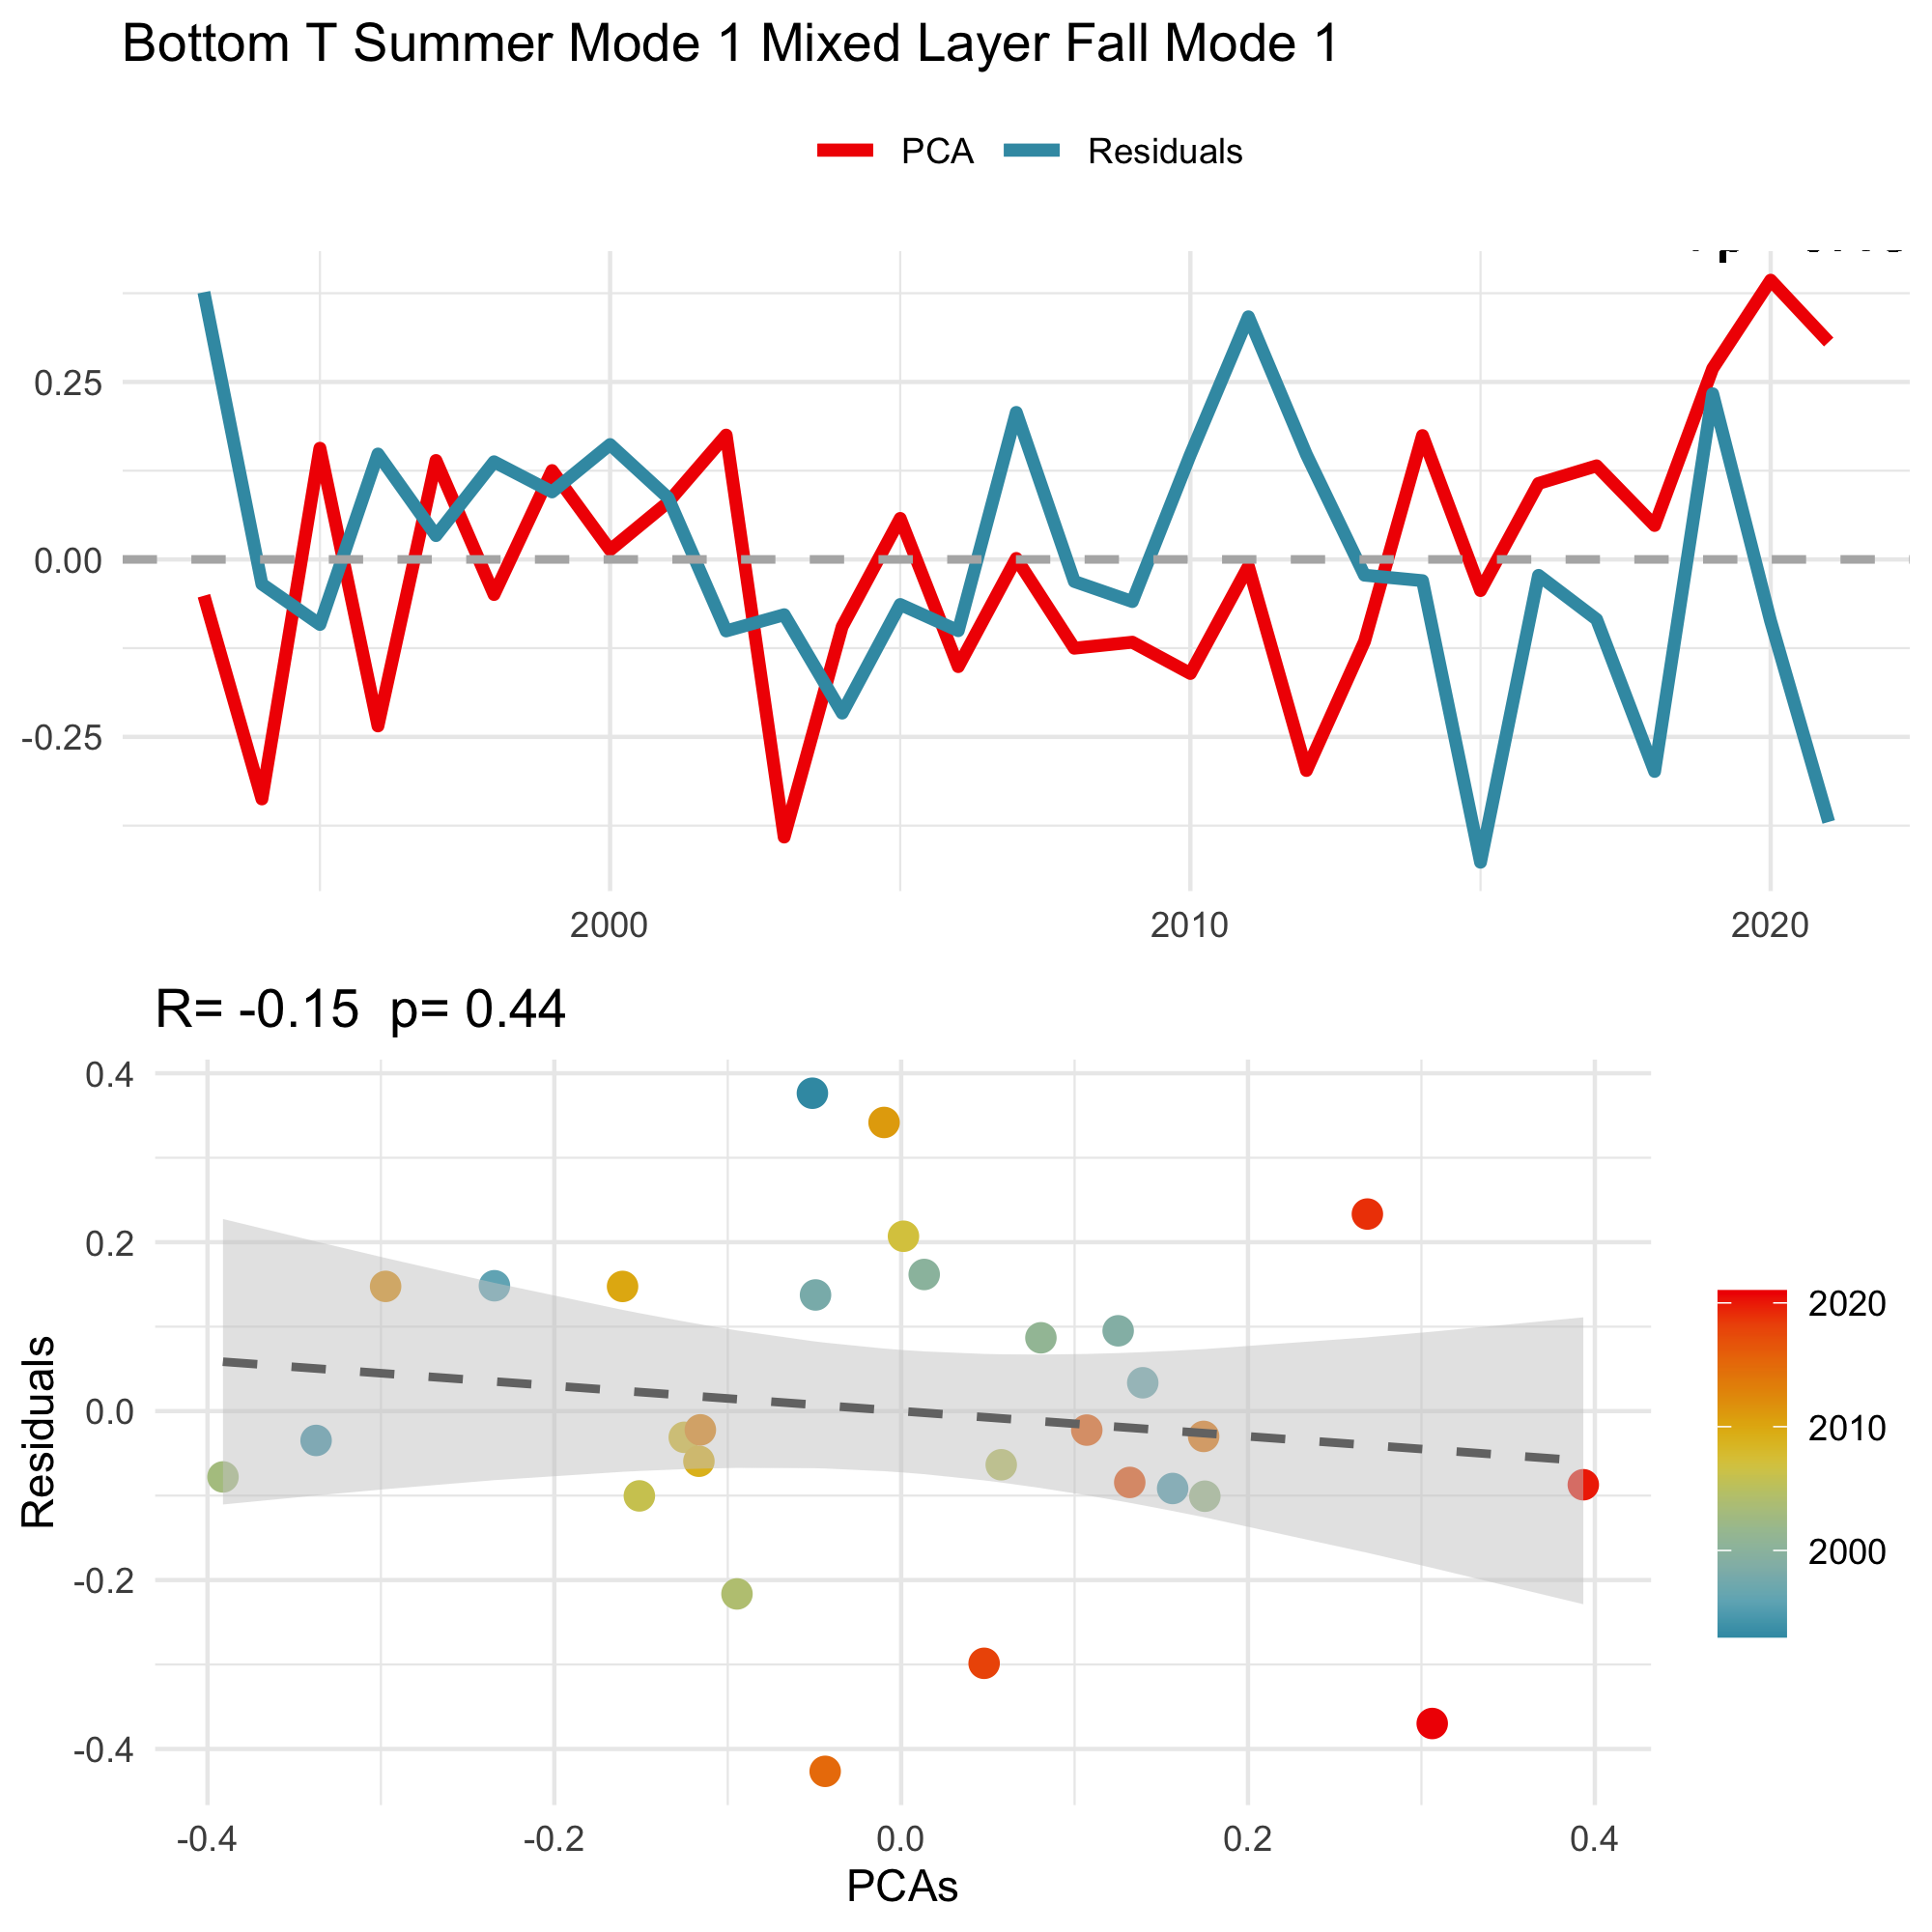 Bottom T Summer Mode 1 Mixed Layer Fall Mode 1
PCA Residuals
0.25
0.00
-0.25
2000 2010 2020
R= -0.15 p= 0.44
0.4
0.2
0.0
-0.2
-0.4
Residuals
-0.4 -0.2 0.0 0.2 0.4
PCAs
2020
2010
2000